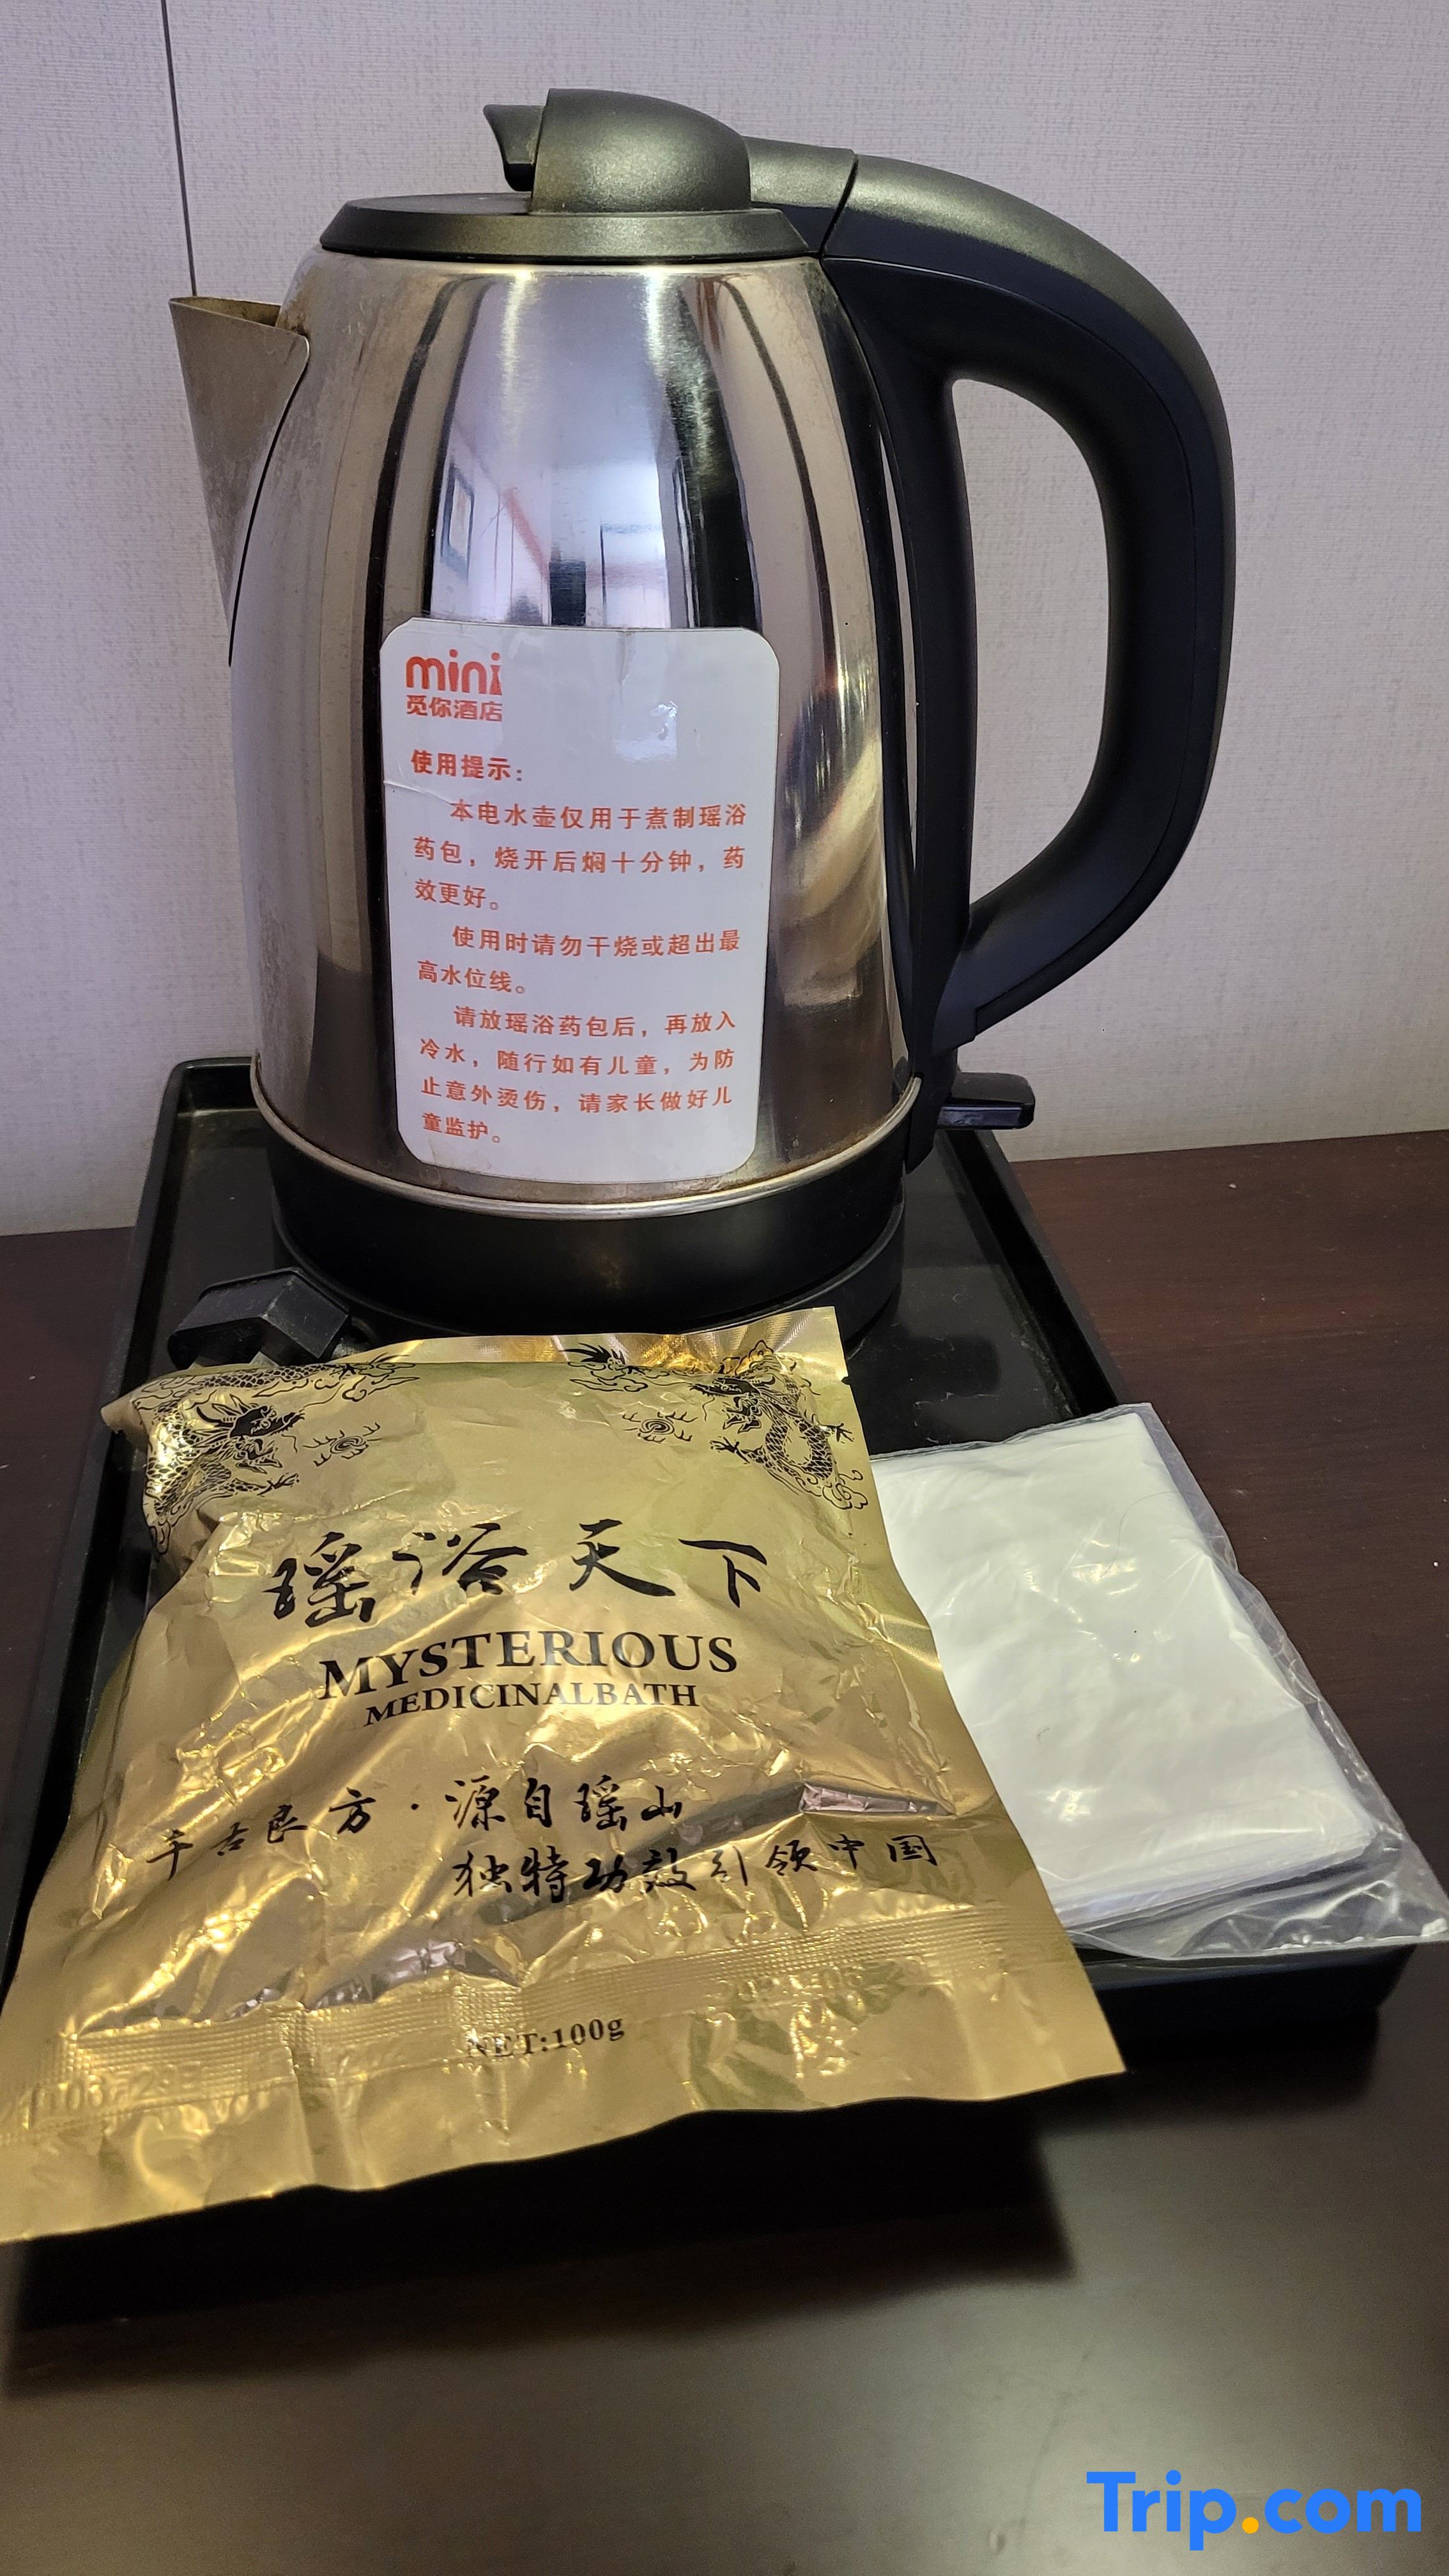 mini
觅你酒店
使用提示：
本电水壶仅用于煮制瑶浴
药包，烧开后焖十分钟，药
效更好。
使用时请勿干烧或超出最
高水位线。
请放瑶浴药包后，再放入
冷水，随行如有儿童，为防
止意外烫伤，请家长做好儿
童监护。
瑶浴天下
MYSTERIOUS
MEDICINALBATH
千古良方·源自瑶山
独特功效引领中国
NET:100g
Trip.com